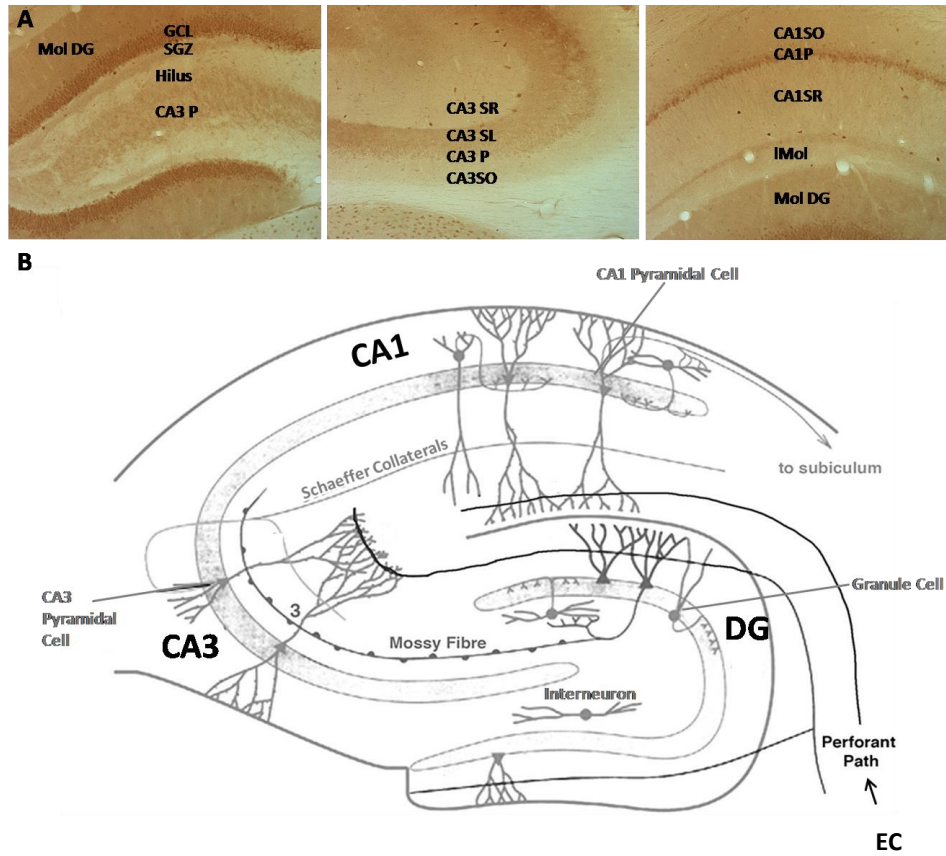 A
Mol DG
GCL
SGZ
Hilus
CA3 P
CA3 SR
CA3 SL
CA3 P
CA3SO
CA1SO
CA1P
CA1SR
lMol
Mol DG
B
CA1 Pyramidal Cell
CA1
Schaeffer Collaterals
to subiculum
CA3
Pyramidal
Cell
CA3
3
Mossy Fibre
Granule Cell
DG
Interneuron
Perforant
Path
EC